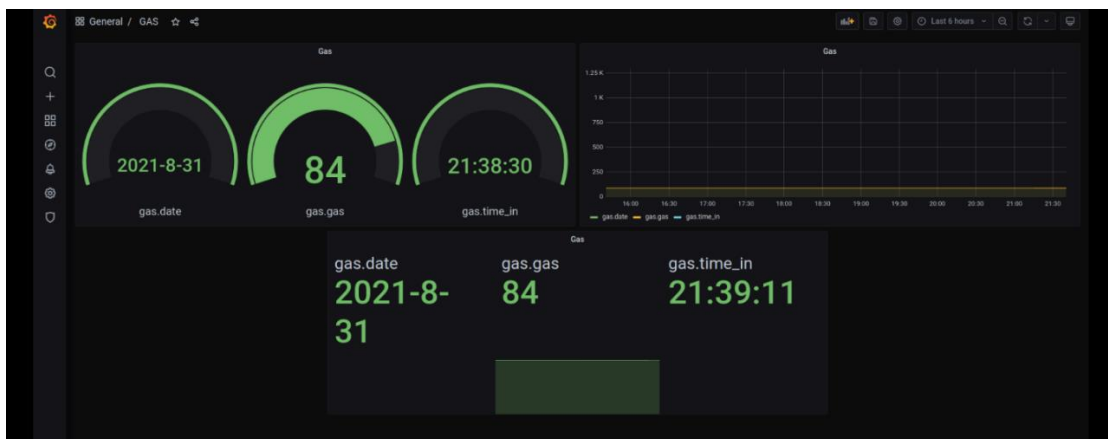 General / GAS
Last 6 hours
Gas
2021-8-31
84
21:38:30
gas.date
gas.gas
gas.time_in
Gas
1.25 K
1 K
750
500
250
0
16:00 16:30 17:00 17:30 18:00 18:30 19:00 19:30 20:00 20:30 21:00 21:30
gas.date gas.gas gas.time_in
Gas
gas.date
2021-8-
31
gas.gas
84
gas.time_in
21:39:11